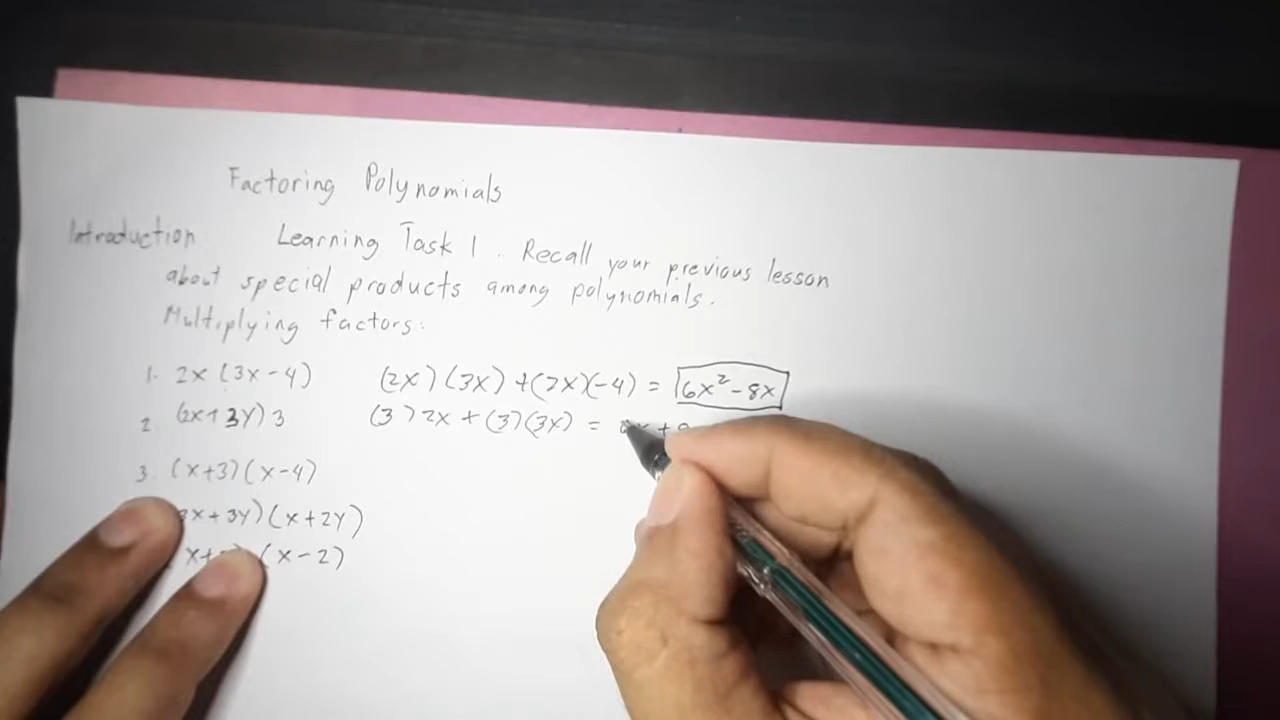 Factoring Polynomials
Introduction Learning Task 1. Recall your previous lesson
about special products among polynomials.
Multiplying factors:
1. 2x (3x-4) (2x)(3x)+(2x)(-4) = 6x²-8x
2. (2x+3y)3 (3)2x+(3)(3x) =
3. (x+3)(x-4)
x+3y)(x+2y)
x+ (x-2)